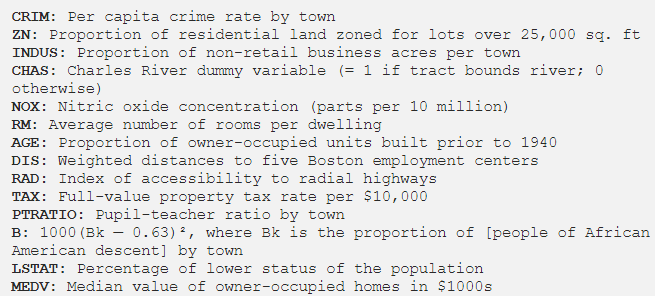 CRIM: Per capita crime rate by town
ZN: Proportion of residential land zoned for lots over 25,000 sq. ft
INDUS: Proportion of non-retail business acres per town
CHAS: Charles River dummy variable (= 1 if tract bounds river; 0
otherwise)
NOX: Nitric oxide concentration (parts per 10 million)
RM: Average number of rooms per dwelling
AGE: Proportion of owner-occupied units built prior to 1940
DIS: Weighted distances to five Boston employment centers
RAD: Index of accessibility to radial highways
TAX: Full-value property tax rate per $10,000
PTRATIO: Pupil-teacher ratio by town
B: 1000(Bk — 0.63)², where Bk is the proportion of [people of African
American descent] by town
LSTAT: Percentage of lower status of the population
MEDV: Median value of owner-occupied homes in $1000s